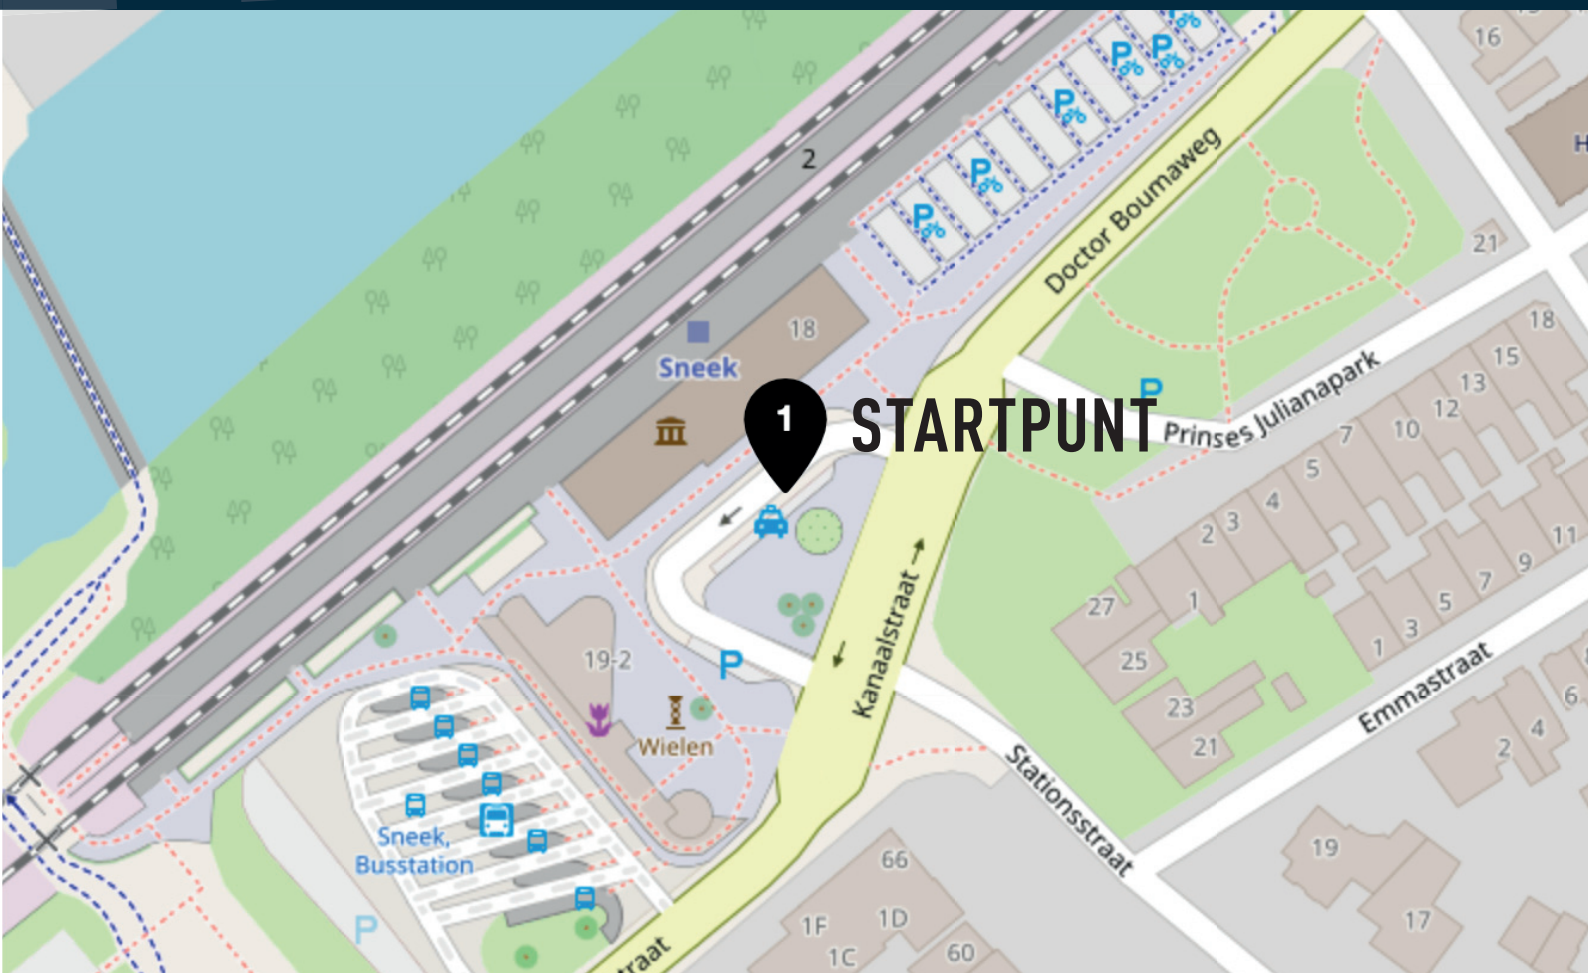 16
P
P
P
2
P
P
Doctor Boumaweg
21
18
18
Sneek
15
13
12
10
7
P
1
STARTPUNT
Prinses Julianapark
5
4
3
2
11
9
7
5
3
1
27
1
25
23
21
Kanaalstraat
19-2
P
Wielen
Emmastraat
6
4
2
Stationsstraat
Sneek,
Busstation
P
66
19
17
1F
1D
1C
60
raat